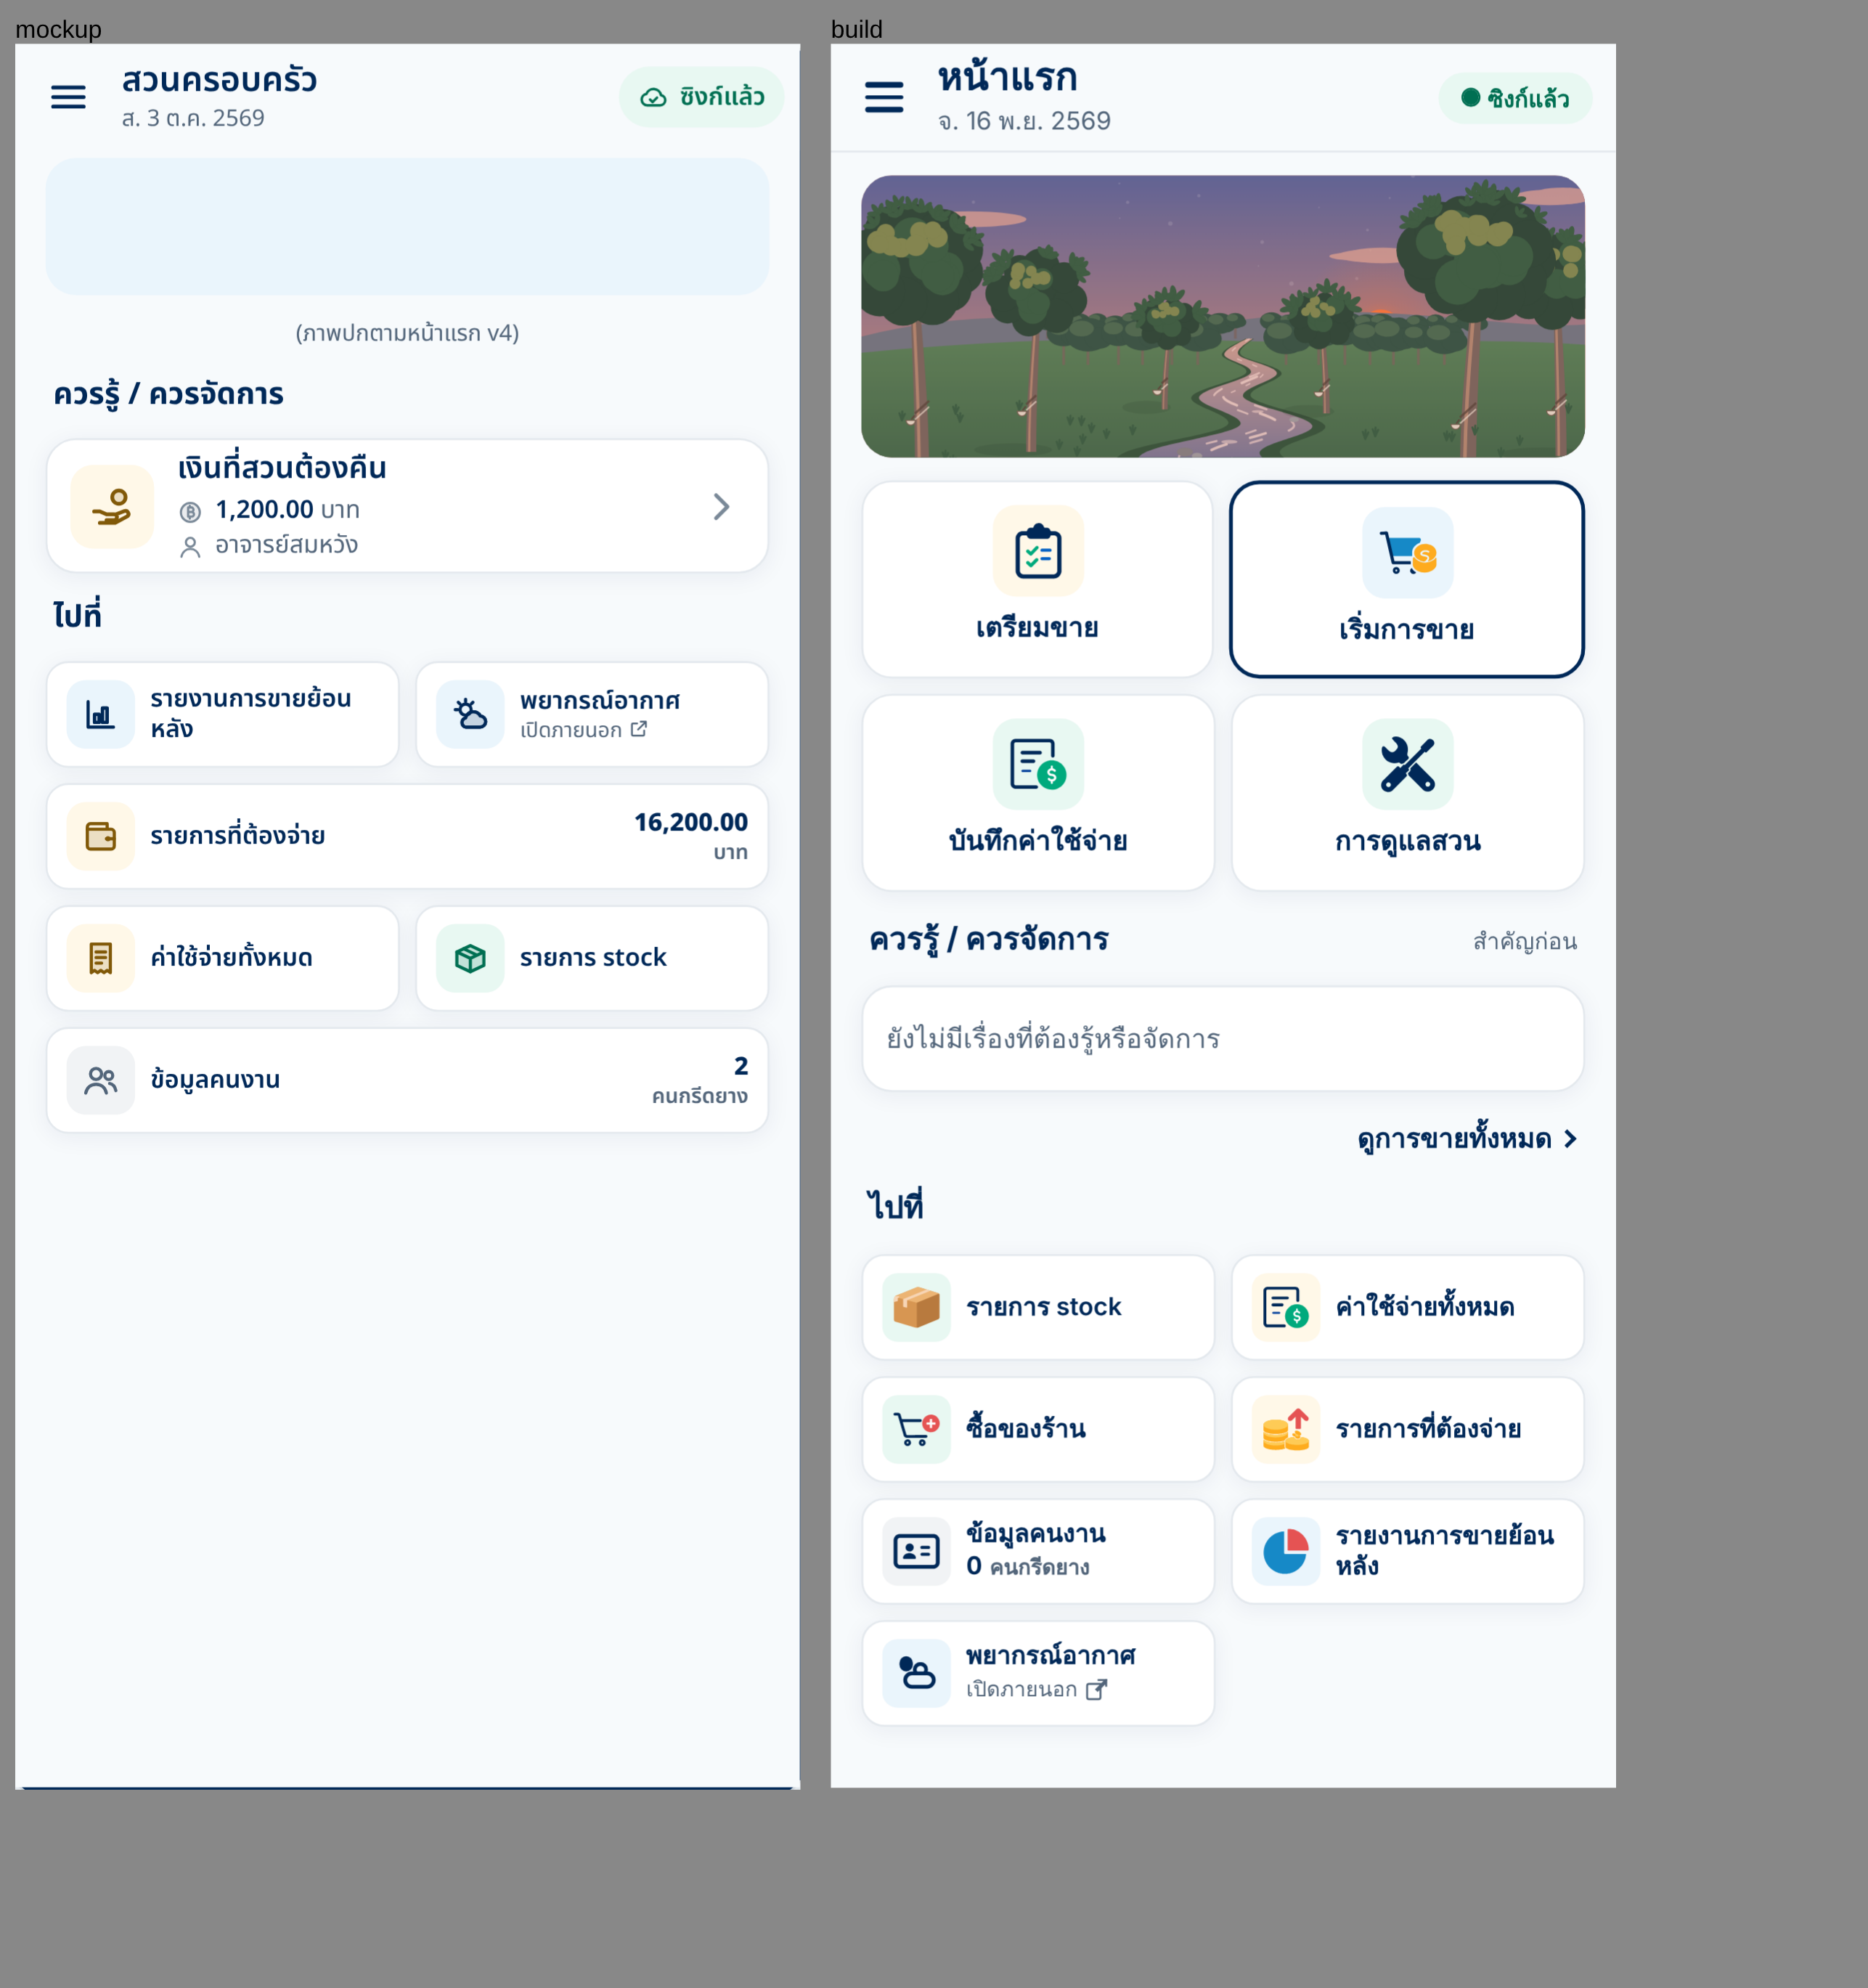 mockup
สวนครอบครัว
ส. 3 ต.ค. 2569
ซิงก์แล้ว
(ภาพปกตามหน้าแรก v4)
ควรรู้ / ควรจัดการ
เงินที่สวนต้องคืน
1,200.00 บาท
อาจารย์สมหวัง
ไปที่
รายงานการขายย้อน
หลัง
พยากรณ์อากาศ
เปิดภายนอก
รายการที่ต้องจ่าย
16,200.00
บาท
ค่าใช้จ่ายทั้งหมด
รายการ stock
ข้อมูลคนงาน
2
คนกรีดยาง
build
หน้าแรก
จ. 16 พ.ย. 2569
ซิงก์แล้ว
เตรียมขาย
เริ่มการขาย
บันทึกค่าใช้จ่าย
การดูแลสวน
ควรรู้ / ควรจัดการ
สำคัญก่อน
ยังไม่มีเรื่องที่ต้องรู้หรือจัดการ
ดูการขายทั้งหมด
ไปที่
รายการ stock
ค่าใช้จ่ายทั้งหมด
ซื้อของร้าน
รายการที่ต้องจ่าย
ข้อมูลคนงาน
0 คนกรีดยาง
รายงานการขายย้อน
หลัง
พยากรณ์อากาศ
เปิดภายนอก